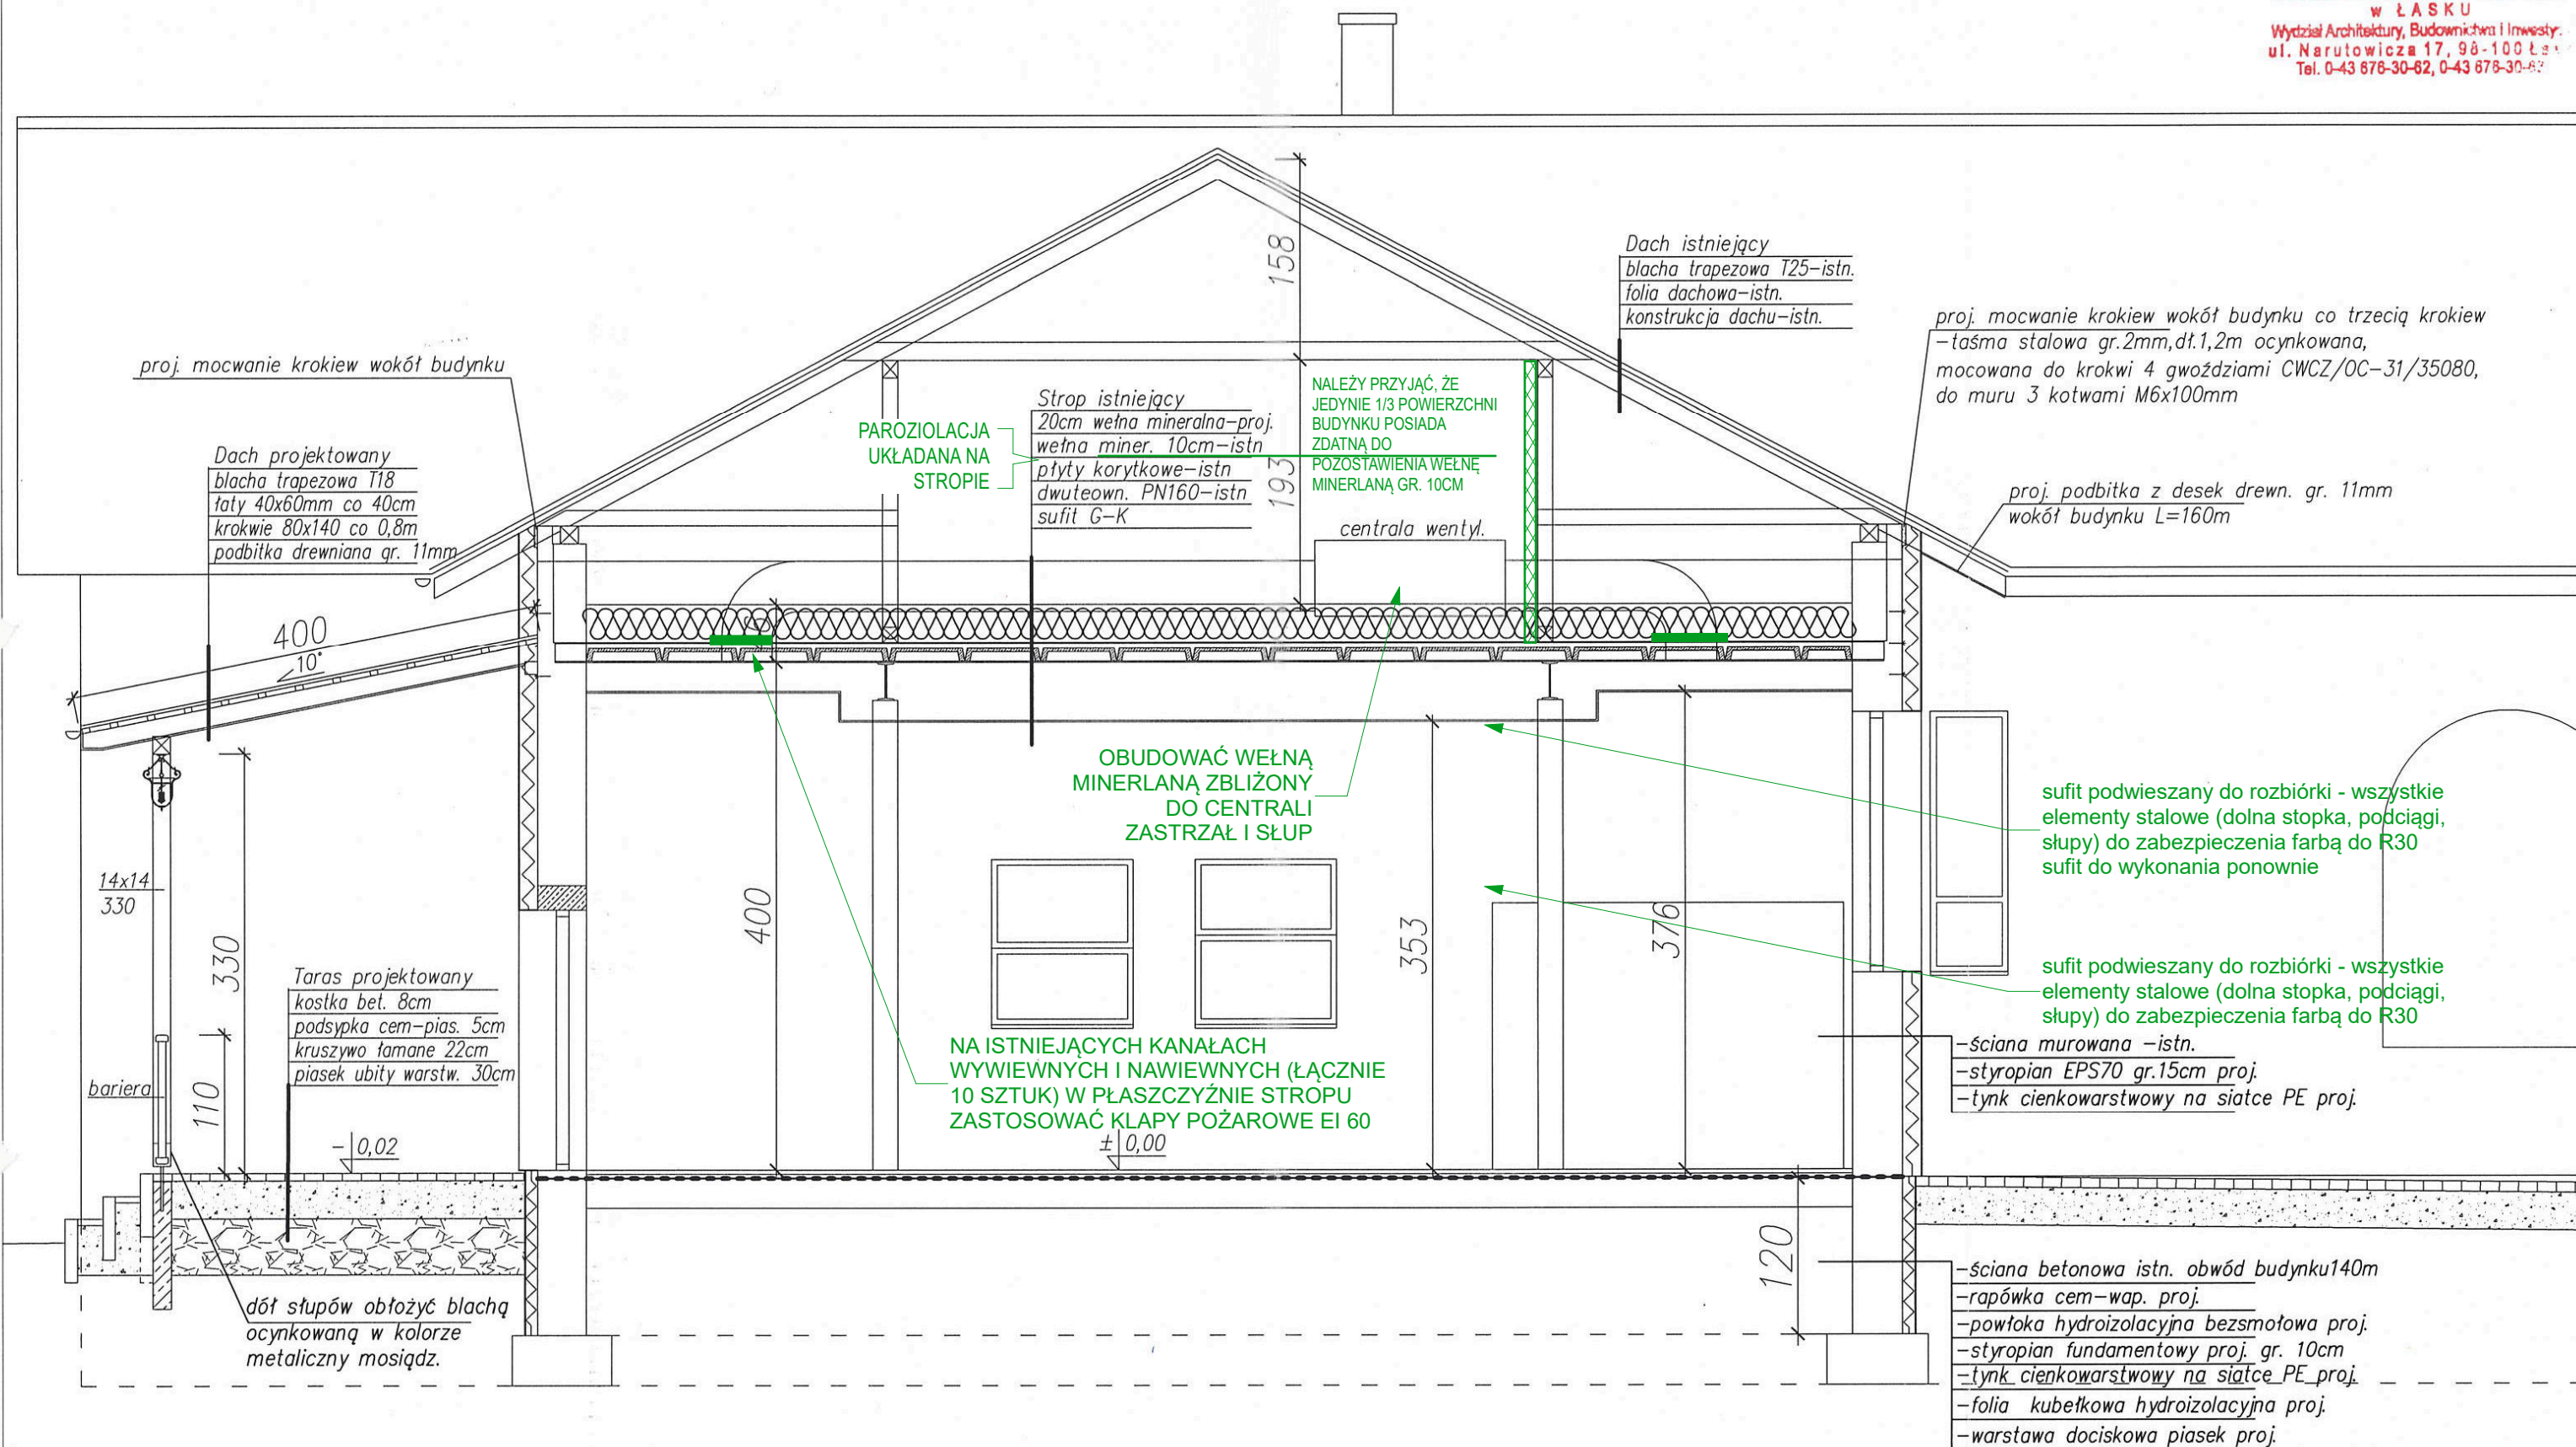 w ŁASKU
Wydział Architektury, Budownictwa i Inwesty.
ul. Narutowicza 17, 98-100
Tel. 0-43 676-30-62, 0-43 676-30-
158
Dach istniejący
blacha trapezowa T25-istn.
folia dachowa-istn.
konstrukcja dachu-istn.
proj. mocwanie krokiew wokół budynku co trzecią krokiew
-taśma stalowa gr.2mm,dł.1,2m ocynkowana,
mocowana do krokwi 4 gwoździami CWCZ/OC-31/35080,
do muru 3 kotwami M6x100mm
proj. mocwanie krokiew wokół budynku
Dach projektowany
blacha trapezowa T18
łaty 40x60mm co 40cm
krokwie 80x140 co 0,8m
podbitka drewniana gr. 11mm
PAROZIOLACJA
UKŁADANA NA
STROPIE
Strop istniejący
20cm wełna mineralna-proj.
wełna miner. 10cm-istn
płyty korytkowe-istn
dwuteown. PN160-istn
sufit G-K
193
NALEŻY PRZYJĄĆ, ŻE
JEDYNIE 1/3 POWIERZCHNI
BUDYNKU POSIADA
ZDATNĄ DO
POZOSTAWIENIA WEŁNĘ
MINERLANĄ GR. 10CM
centrala wentyl.
proj. podbitka z desek drewn. gr. 11mm
wokół budynku L=160m
400
10°
OBUDOWAĆ WEŁNĄ
MINERLANĄ ZBLIŻONY
DO CENTRALI
ZASTRZAŁ I SŁUP
sufit podwieszany do rozbiórki - wszystkie
elementy stalowe (dolna stopka, podciągi,
słupy) do zabezpieczenia farbą do R30
sufit do wykonania ponownie
14x14
330
330
400
353
376
sufit podwieszany do rozbiórki - wszystkie
elementy stalowe (dolna stopka, podciągi,
słupy) do zabezpieczenia farbą do R30
Taras projektowany
kostka bet. 8cm
podsypka cem-pias. 5cm
kruszywo łamane 22cm
piasek ubity warstw. 30cm
bariera
110
NA ISTNIEJĄCYCH KANAŁACH
WYWIEWNYCH I NAWIEWNYCH (ŁĄCZNIE
10 SZTUK) W PŁASZCZYŹNIE STROPU
ZASTOSOWAĆ KLAPY POŻAROWE EI 60
-ściana murowana -istn.
-styropian EPS70 gr.15cm proj.
-tynk cienkowarstwowy na siatce PE proj.
-0,02
±0,00
120
dół słupów obłożyć blachą
ocynkowaną w kolorze
metaliczny mosiądz.
-ściana betonowa istn. obwód budynku140m
-rapówka cem-wap. proj.
-powłoka hydroizolacyjna bezsmołowa proj.
-styropian fundamentowy proj. gr. 10cm
-tynk cienkowarstwowy na siatce PE proj.
-folia kubełkowa hydroizolacyjna proj.
-warstawa dociskowa piasek proj.